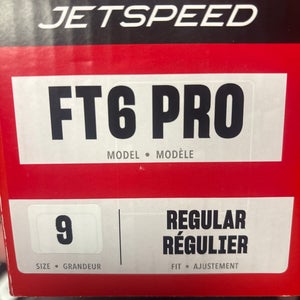 JETSPEED
FT6 PRO
MODEL • MODÈLE
9
SIZE • GRANDEUR
REGULAR
RÉGULIER
FIT • AJUSTEMENT